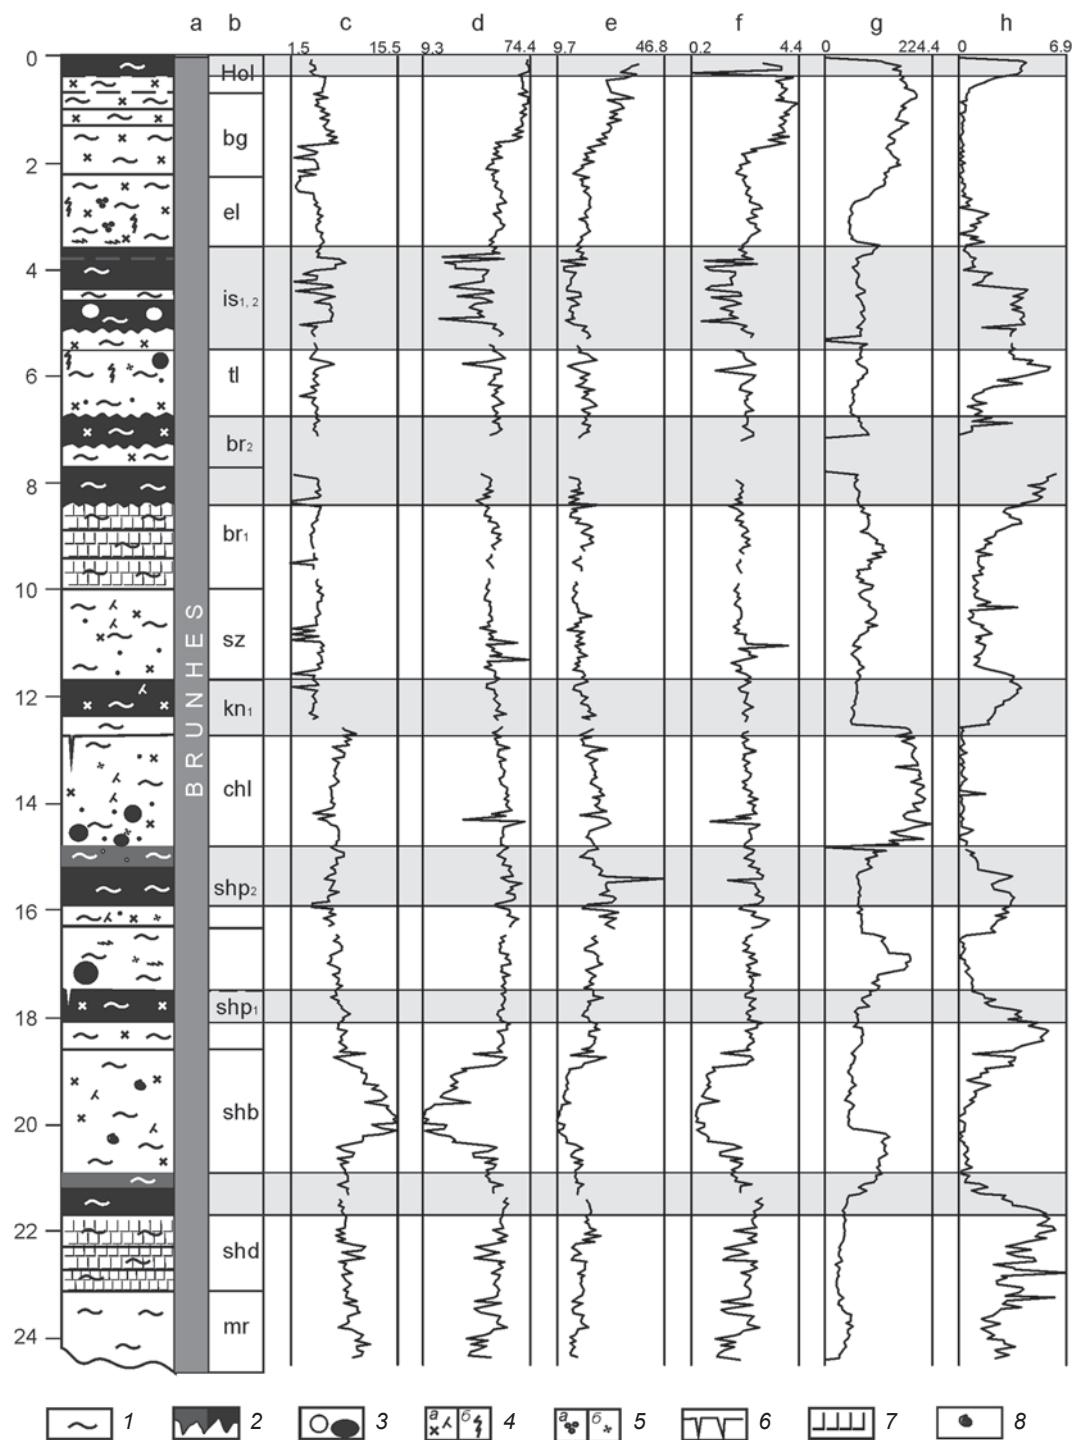 a b c d e f g h
1.5 15.5 9.3 74.4 9.7 46.8 0.2 4.4 0 224.4 0 6.9
0
Hol
bg
2
el
4
is1, 2
6
tl
br2
8
br1
10
sz
12
kn1
BRUNHES
chl
14
shp2
16
18
shp1
shb
20
22
shd
mr
24
1 2 3 а б 4 а б 5 6 7 8